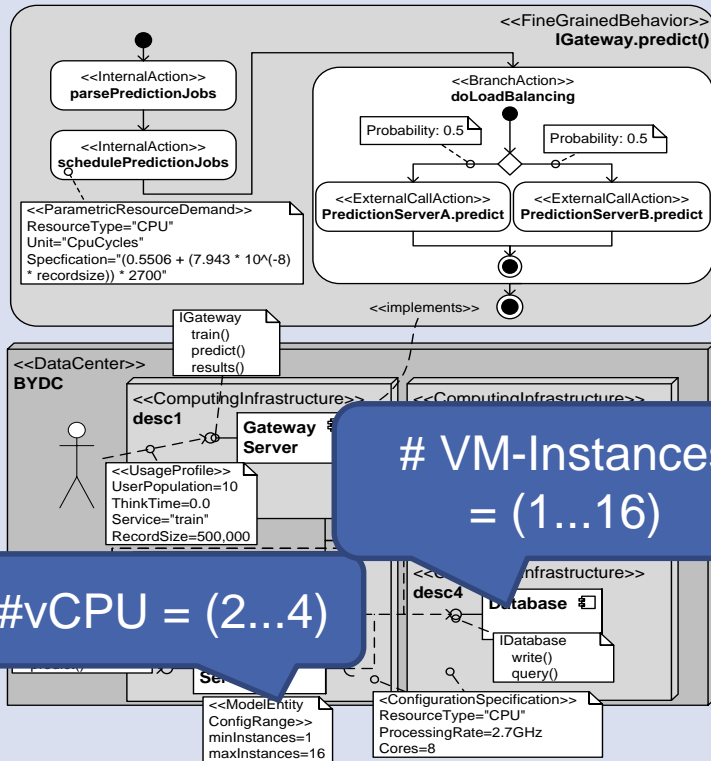 <<FineGrainedBehavior>>
IGateway.predict()
<<InternalAction>>
parsePredictionJobs
<<InternalAction>>
schedulePredictionJobs
<<ParametricResourceDemand>>
ResourceType="CPU"
Unit="CpuCycles"
Specfication="(0.5506 + (7.943 * 10^(-8)
* recordsize)) * 2700"
<<BranchAction>>
doLoadBalancing
Probability: 0.5
Probability: 0.5
<<ExternalCallAction>>
PredictionServerA.predict
<<ExternalCallAction>>
PredictionServerB.predict
<<implements>>
IGateway
train()
predict()
results()
<<DataCenter>>
BYDC
<<ComputingInfrastructure>>
desc1
Gateway
Server
<<UsageProfile>>
UserPopulation=10
ThinkTime=0.0
Service="train"
RecordSize=500,000
<<ComputingInfrastructure>>
# VM-Instances
= (1...16)
nfrastructure>>
desc4
Database
IDatabase
write()
query()
#vCPU = (2...4)
<<ModelEntity
ConfigRange>>
minInstances=1
maxInstances=16
<ConfigurationSpecification>>
ResourceType="CPU"
ProcessingRate=2.7GHz
Cores=8